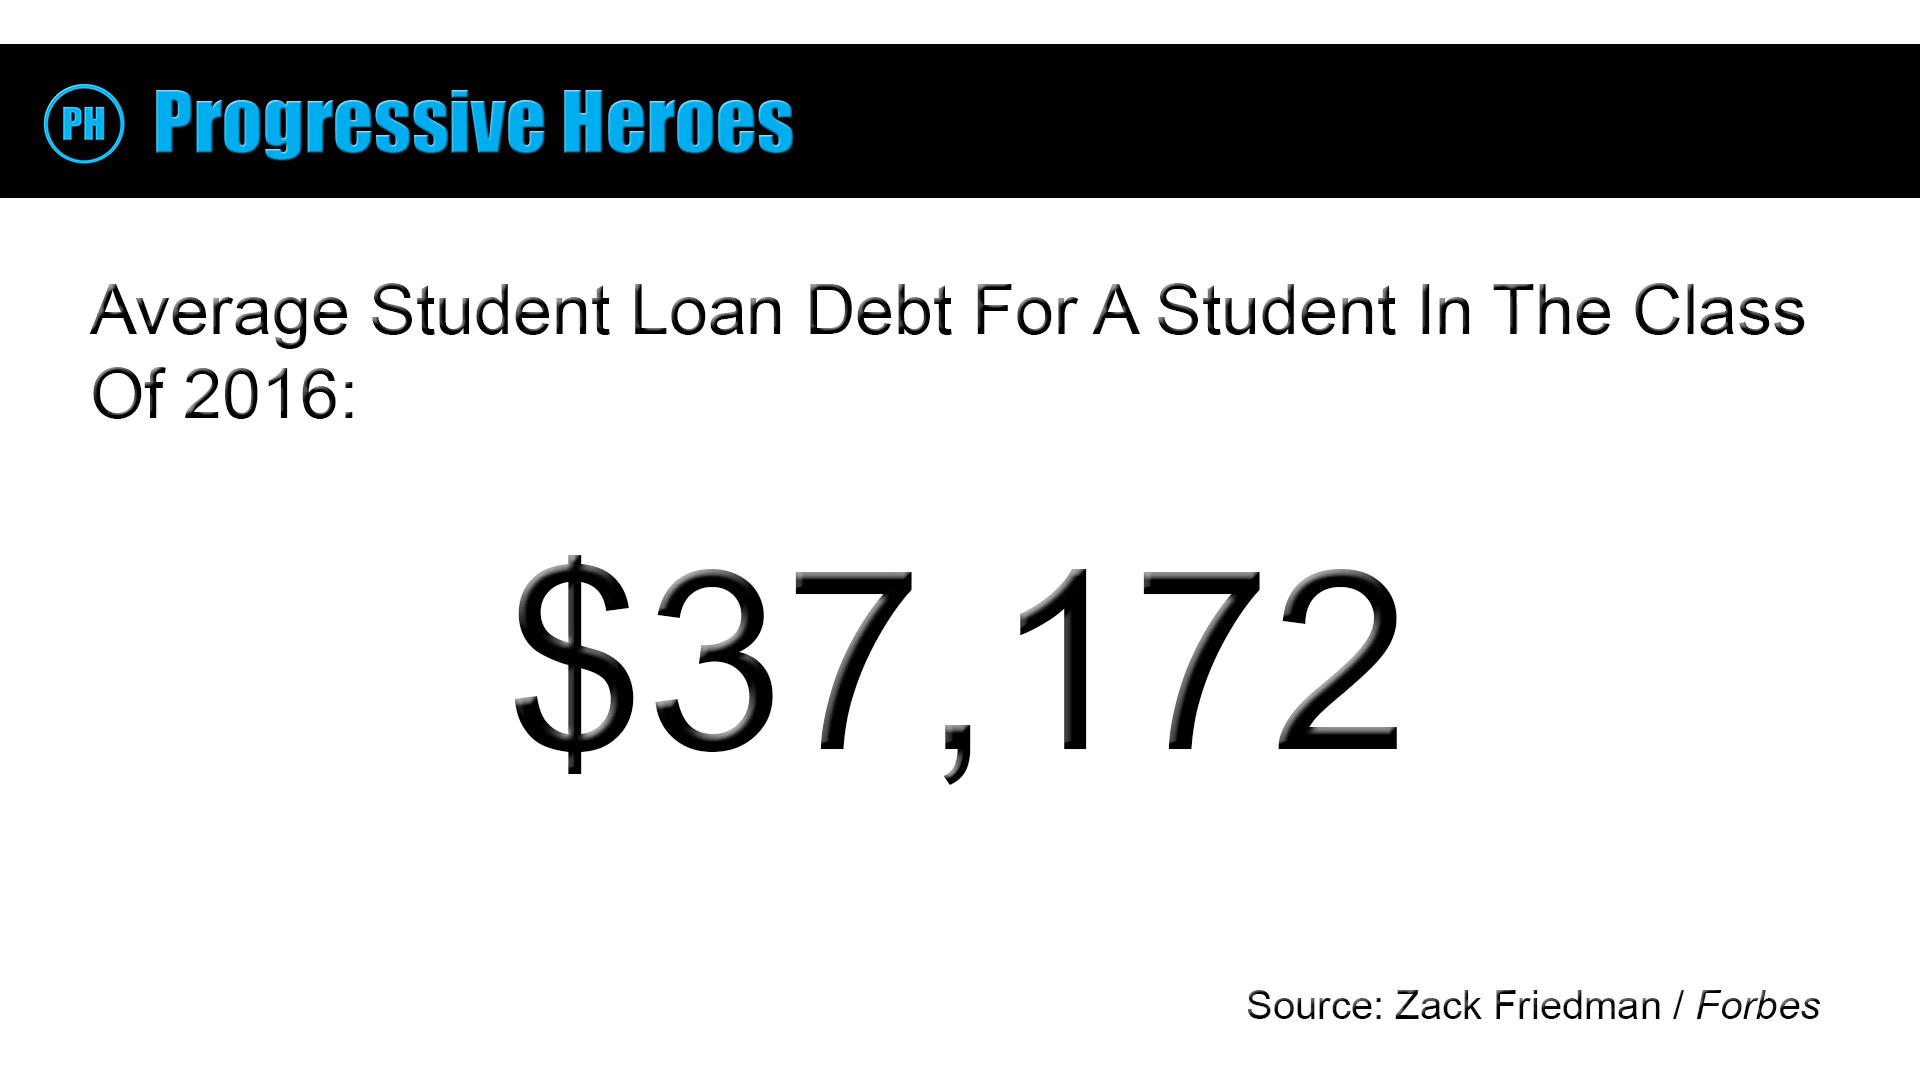 PH Progressive Heroes
Average Student Loan Debt For A Student In The Class
Of 2016:
$37,172
Source: Zack Friedman / Forbes